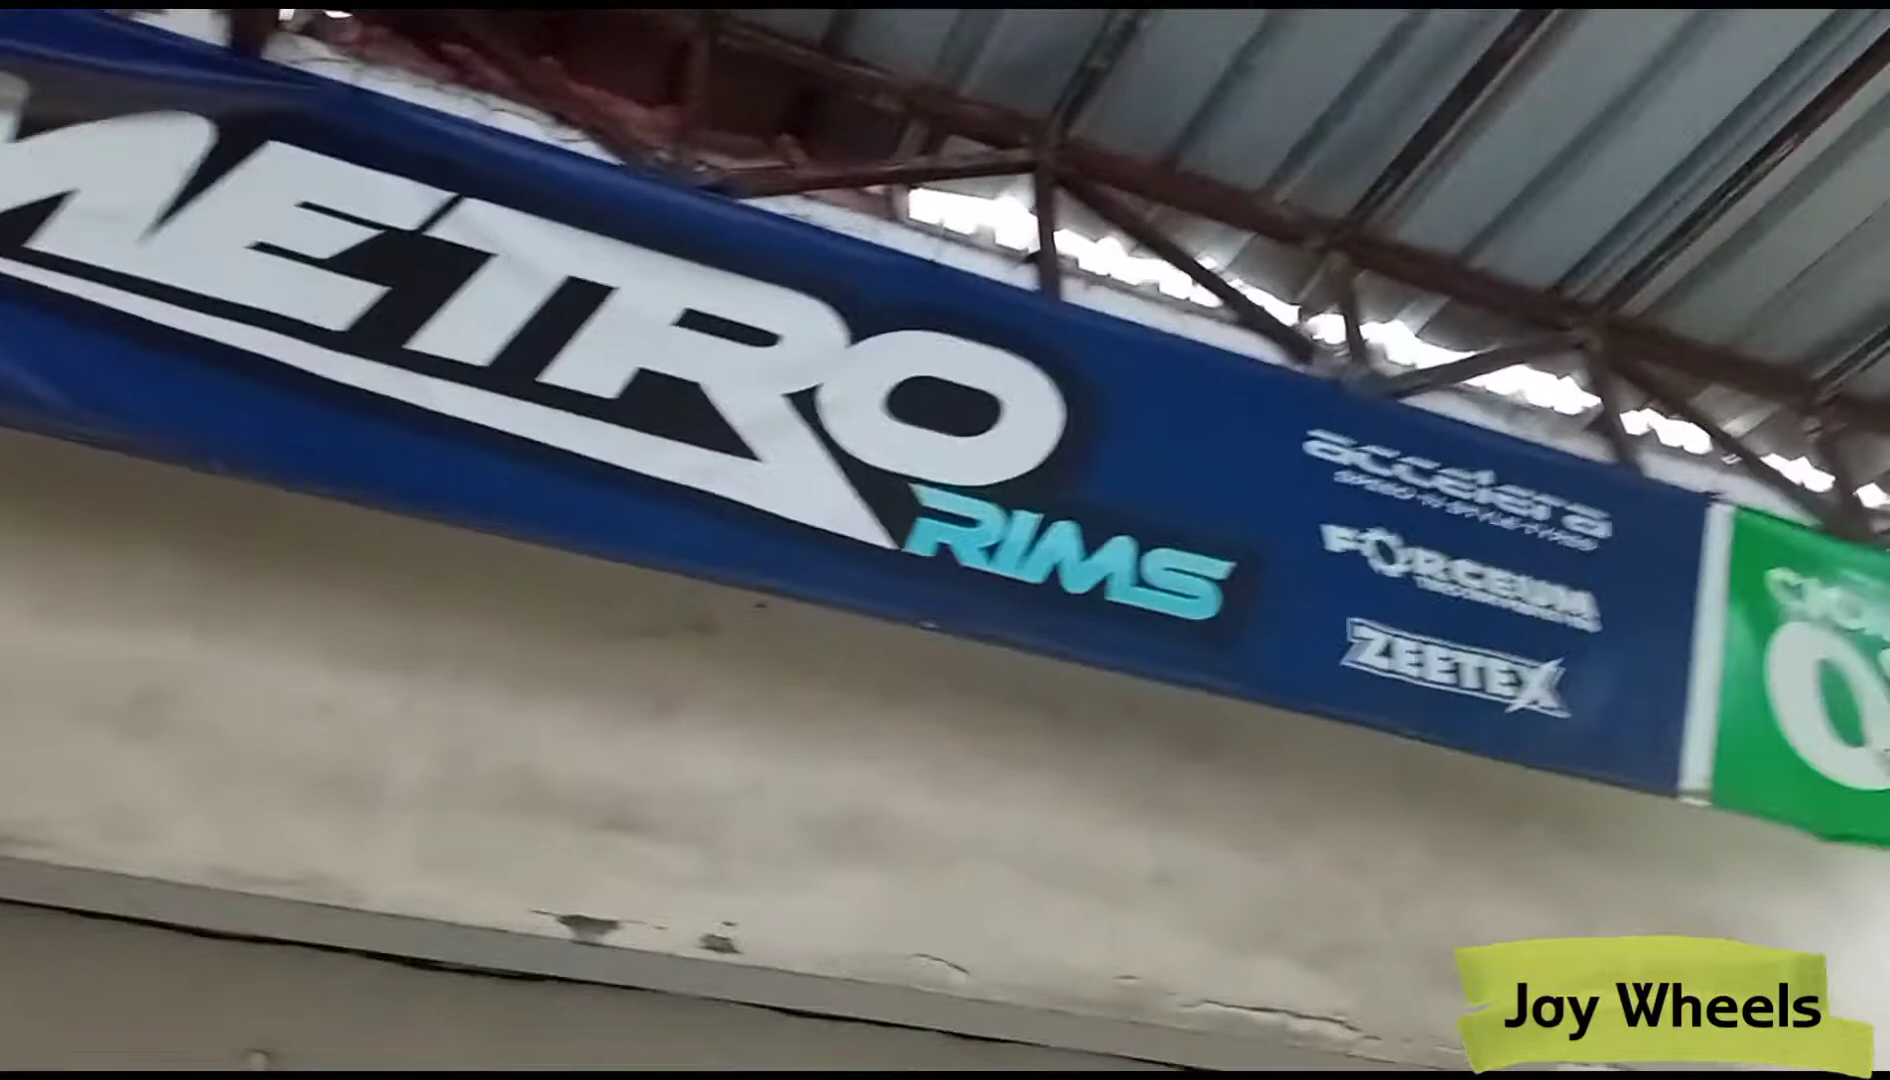 METRO
RIMS
accelera
FORCEUM
ZEETEX
Joy Wheels